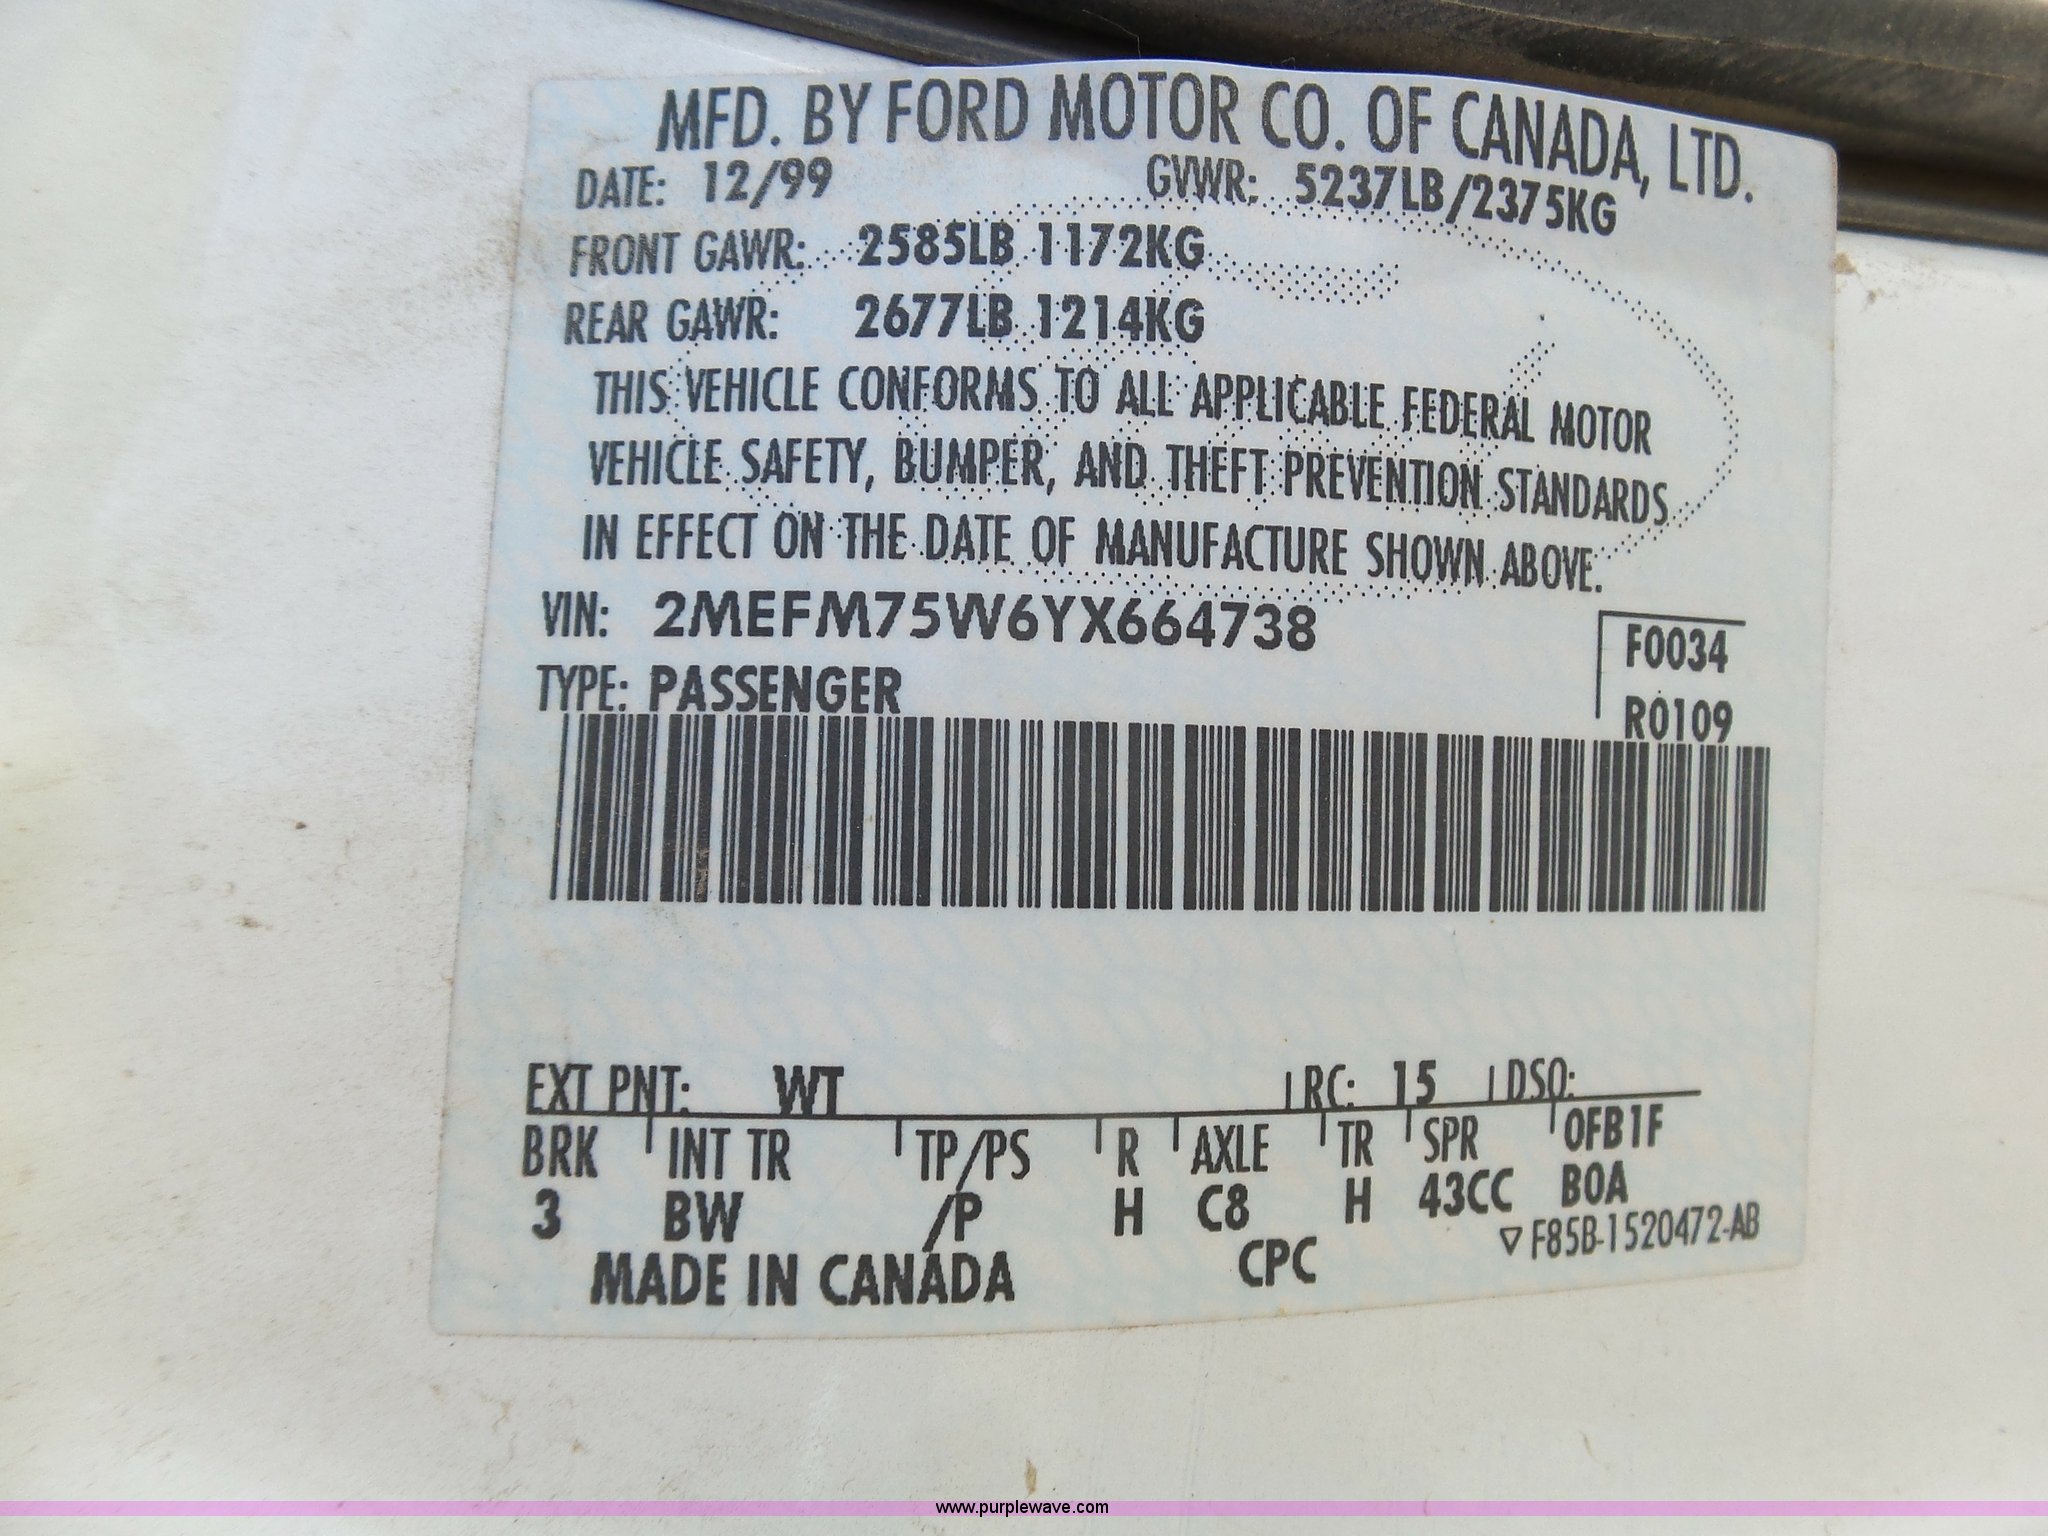 MFD. BY FORD MOTOR CO. OF CANADA, LTD.
DATE: 12/99 GVWR: 5237LB/2375KG
FRONT GAWR: 2585LB 1172KG
REAR GAWR: 2677LB 1214KG
THIS VEHICLE CONFORMS TO ALL APPLICABLE FEDERAL MOTOR
VEHICLE SAFETY, BUMPER, AND THEFT PREVENTION STANDARDS
IN EFFECT ON THE DATE OF MANUFACTURE SHOWN ABOVE.
VIN: 2MEFM75W6YX664738
F0034
TYPE: PASSENGER
R0109
EXT PNT: WT RC: 15 DSO:
BRK INT TR TP/PS R AXLE TR SPR 0FB1F
3 BW /P H C8 H 43CC B0A
F85B-1520472-AB
MADE IN CANADA CPC
www.purplewave.com